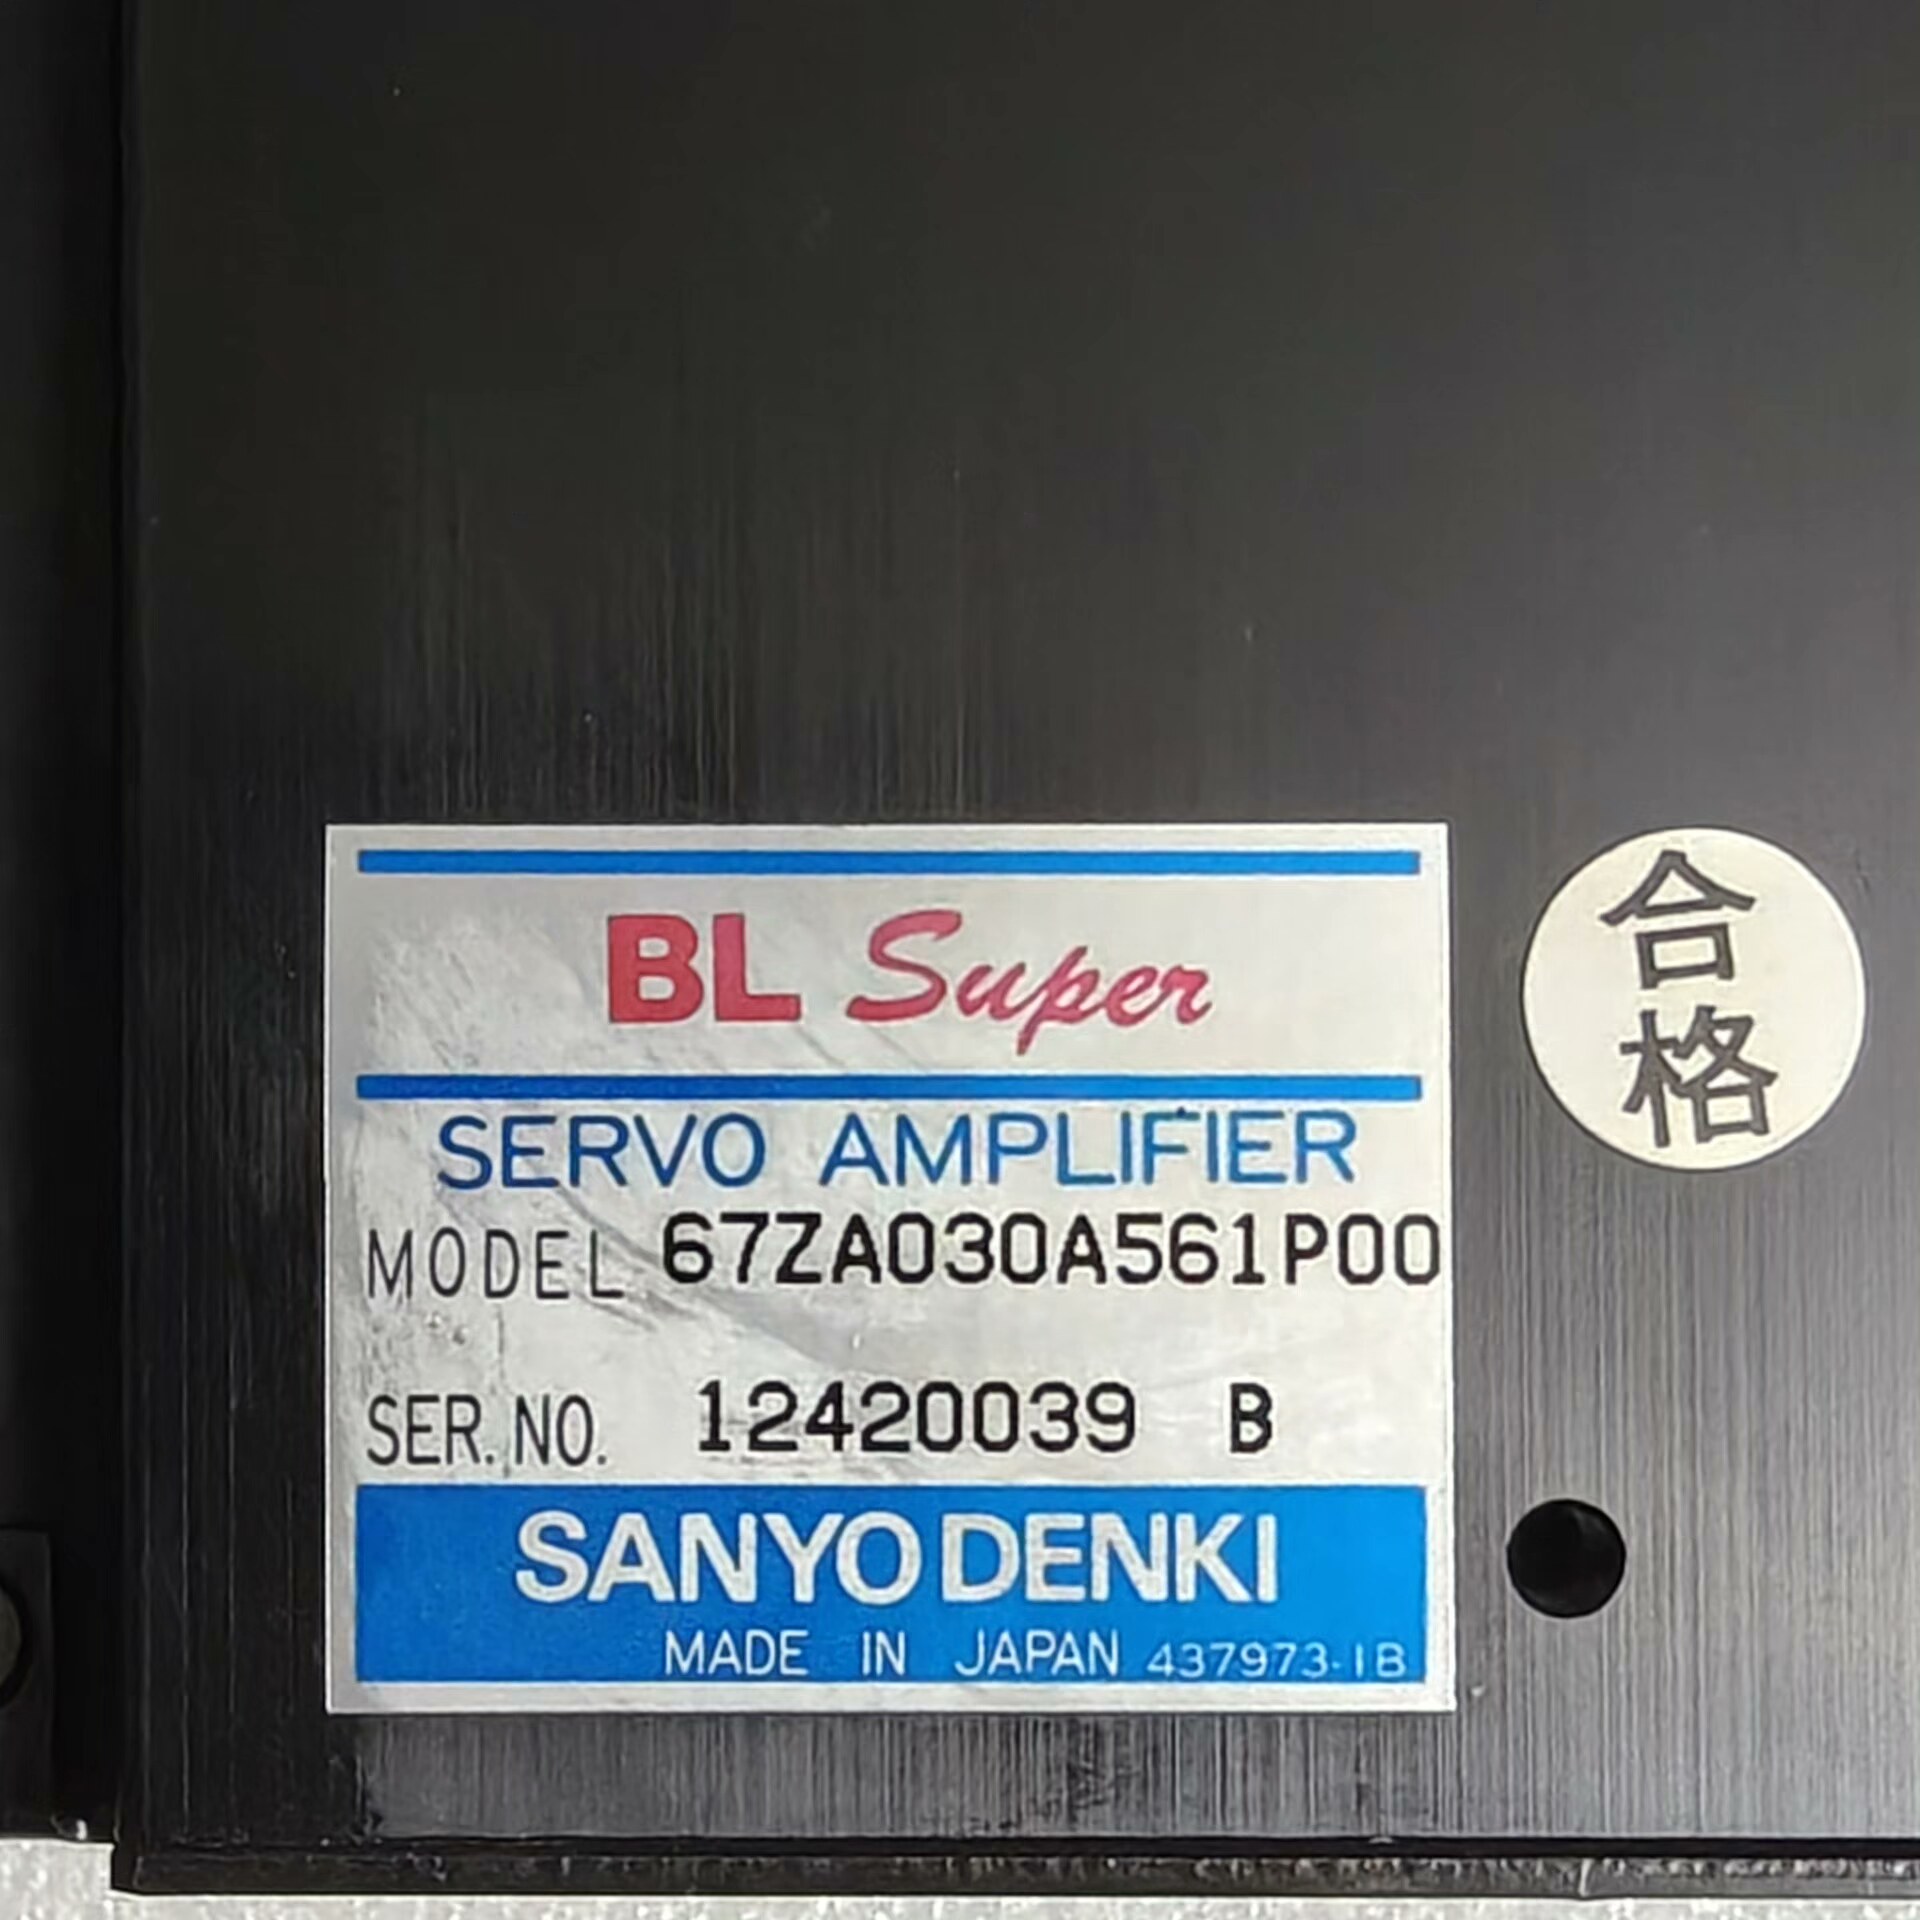 BL Super
SERVO AMPLIFIER
MODEL 67ZA030A561P00
SER. NO. 12420039 B
SANYO DENKI
MADE IN JAPAN 437973-1B
合
格